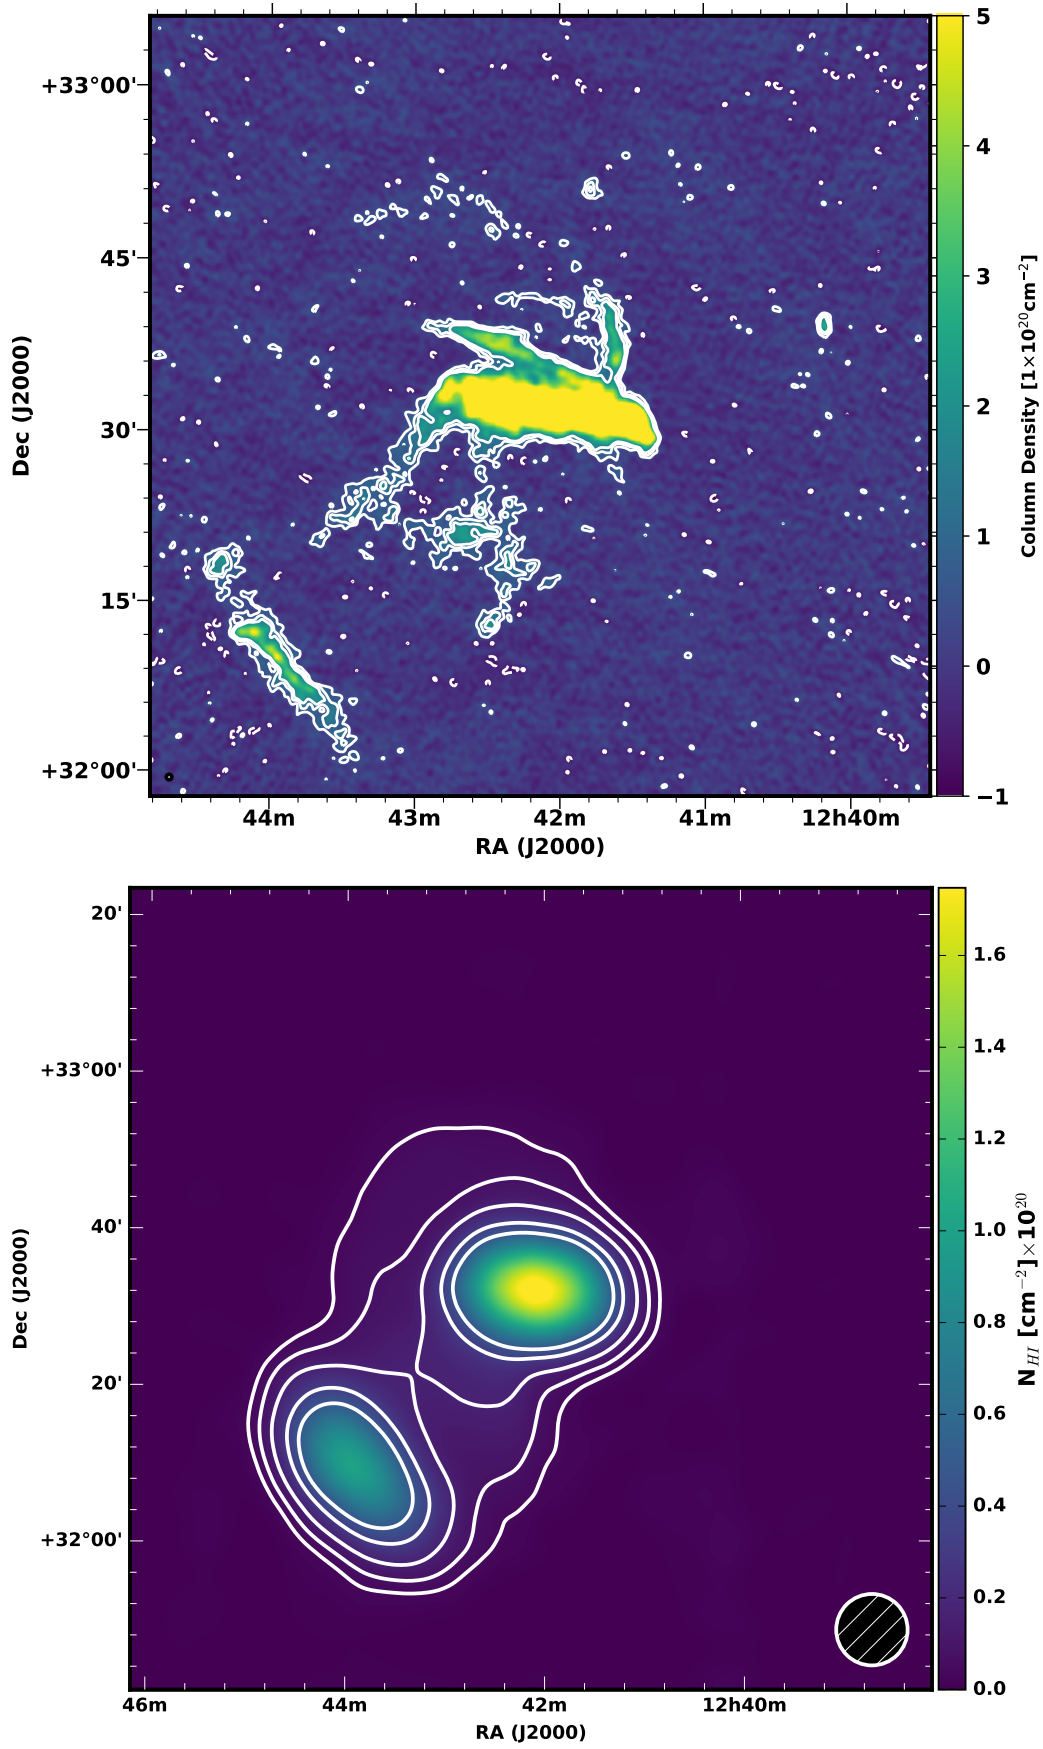 +33°00'
45'
30'
15'
+32°00'
Dec (J2000)
44m
43m
42m
41m
12h40m
RA (J2000)
5
4
3
2
1
0
−1
Column Density [1×10²⁰cm⁻²]
20'
+33°00'
40'
20'
+32°00'
Dec (J2000)
46m
44m
42m
12h40m
RA (J2000)
1.6
1.4
1.2
1.0
0.8
0.6
0.4
0.2
0.0
N_HI [cm⁻²]×10²⁰